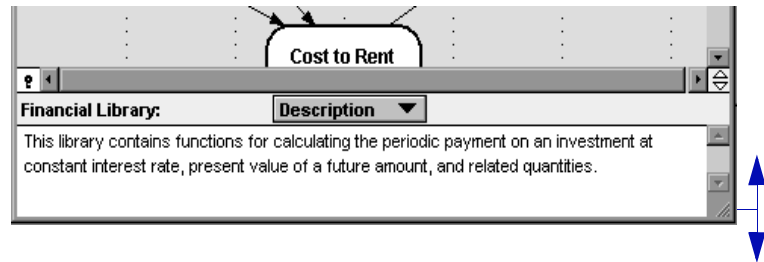 Cost to Rent
Financial Library:
Description
This library contains functions for calculating the periodic payment on an investment at
constant interest rate, present value of a future amount, and related quantities.